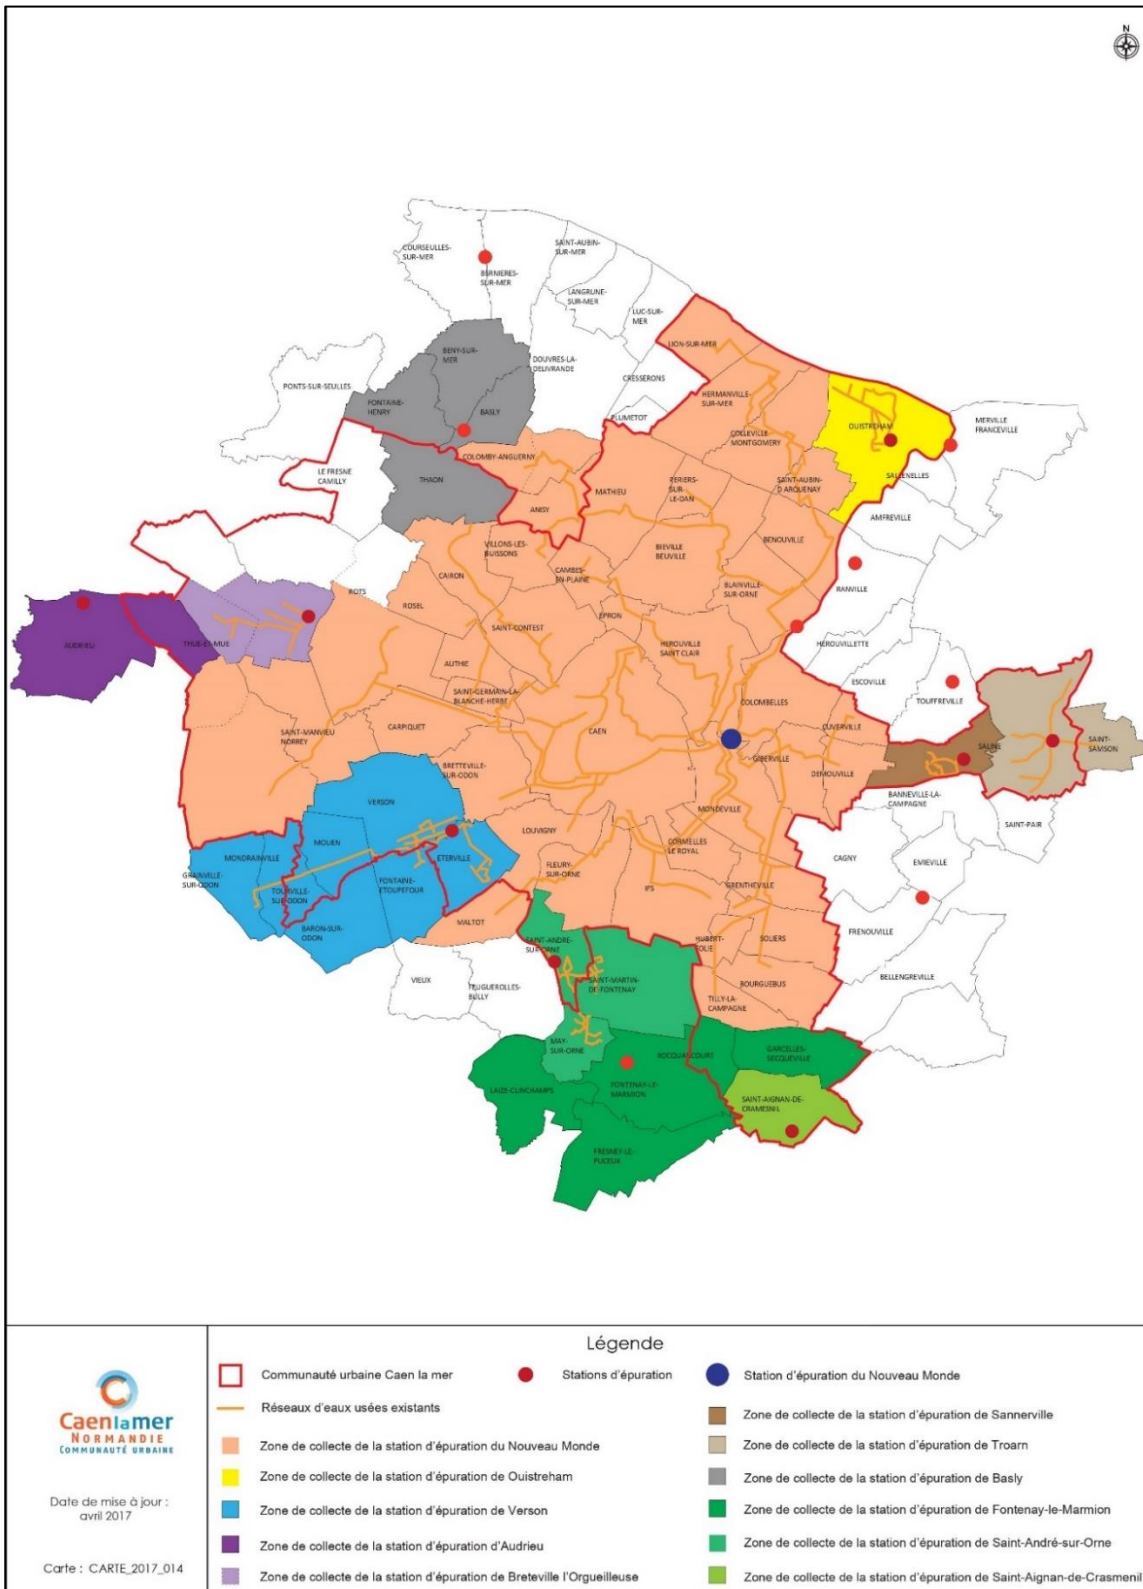 N
COURSEULLES-
SUR-MER
BERNIERES-
SUR-MER
SAINT-AUBIN-
SUR-MER
LANGRUNE-
SUR-MER
LUC-SUR-
MER
LION-SUR-MER
BENY-SUR-
MER
DOUVRES-LA-
DELIVRANDE
CRESSERONS
PLUMETOT
PONTS-SUR-SEULLES
FONTAINE-
HENRY
BASLY
HERMANVILLE-
SUR-MER
COLLEVILLE
MONTGOMERY
OUISTREHAM
MERVILLE
FRANCEVILLE
LE FRESNE
CAMILLY
THAON
COLOMBY-ANGUERNY
ANISY
MATHIEU
PERIERS-
SUR-
LE-DAN
SAINT-AUBIN-
D'ARQUENAY
SALLENELLES
AMFREVILLE
VILLONS-LES-
BUISSONS
CAIRON
CAMBES-
EN-PLAINE
BIEVILLE
BEUVILLE
BENOUVILLE
BLAINVILLE-
SUR-ORNE
RANVILLE
ROTS
ROSEL
EPRON
SAINT-CONTEST
HEROUVILLE
SAINT CLAIR
HEROUVILLETTE
ESCOVILLE
AUDRIEU
THUE-ET-MUE
AUTHIE
SAINT-GERMAIN-LA-
BLANCHE-HERBE
TOUFFREVILLE
COLOMBELLES
CUVERVILLE
SAINT-MANVIEU
NORREY
CARPIQUET
CAEN
SALINE
SAINT-
SAMSON
BRETTEVILLE-
SUR-ODON
GIBERVILLE
DEMOUVILLE
BANNEVILLE-LA-
CAMPAGNE
SAINT-PAIR
VERSON
MONDEVILLE
LOUVIGNY
CORMELLES
LE ROYAL
CAGNY
EMIEVILLE
MOUEN
MONDRAINVILLE
GRAINVILLE-
SUR-ODON
TOURVILLE-
SUR-ODON
ETERVILLE
FONTAINE-
ETOUPEFOUR
FLEURY-
SUR-ORNE
IFS
GRENTHEVILLE
BARON-SUR-
ODON
MALTOT
FRENOUVILLE
SAINT-ANDRE-
SUR-ORNE
HUBERT-
FOLIE
SOLIERS
BELLENGREVILLE
VIEUX
FEUGUEROLLES-
BULLY
SAINT-MARTIN-
DE-FONTENAY
BOURGUEBUS
TILLY-LA-
CAMPAGNE
MAY-
SUR-ORNE
ROCQUANCOURT
GARCELLES-
SECQUEVILLE
LAIZE-CLINCHAMPS
FONTENAY-LE-
MARMION
SAINT-AIGNAN-DE-
CRAMESNIL
FRESNEY-LE-
PUCEUX
Légende
Communauté urbaine Caen la mer
Stations d'épuration
Station d'épuration du Nouveau Monde
Réseaux d'eaux usées existants
Zone de collecte de la station d'épuration de Sannerville
Zone de collecte de la station d'épuration du Nouveau Monde
Zone de collecte de la station d'épuration de Troarn
Zone de collecte de la station d'épuration de Ouistreham
Zone de collecte de la station d'épuration de Basly
Zone de collecte de la station d'épuration de Verson
Zone de collecte de la station d'épuration de Fontenay-le-Marmion
Zone de collecte de la station d'épuration d'Audrieu
Zone de collecte de la station d'épuration de Saint-André-sur-Orne
Zone de collecte de la station d'épuration de Breteville l'Orgueilleuse
Zone de collecte de la station d'épuration de Saint-Aignan-de-Crasmenil
Caen la mer
NORMANDIE
COMMUNAUTÉ URBAINE
Date de mise à jour :
avril 2017
Carte : CARTE_2017_014